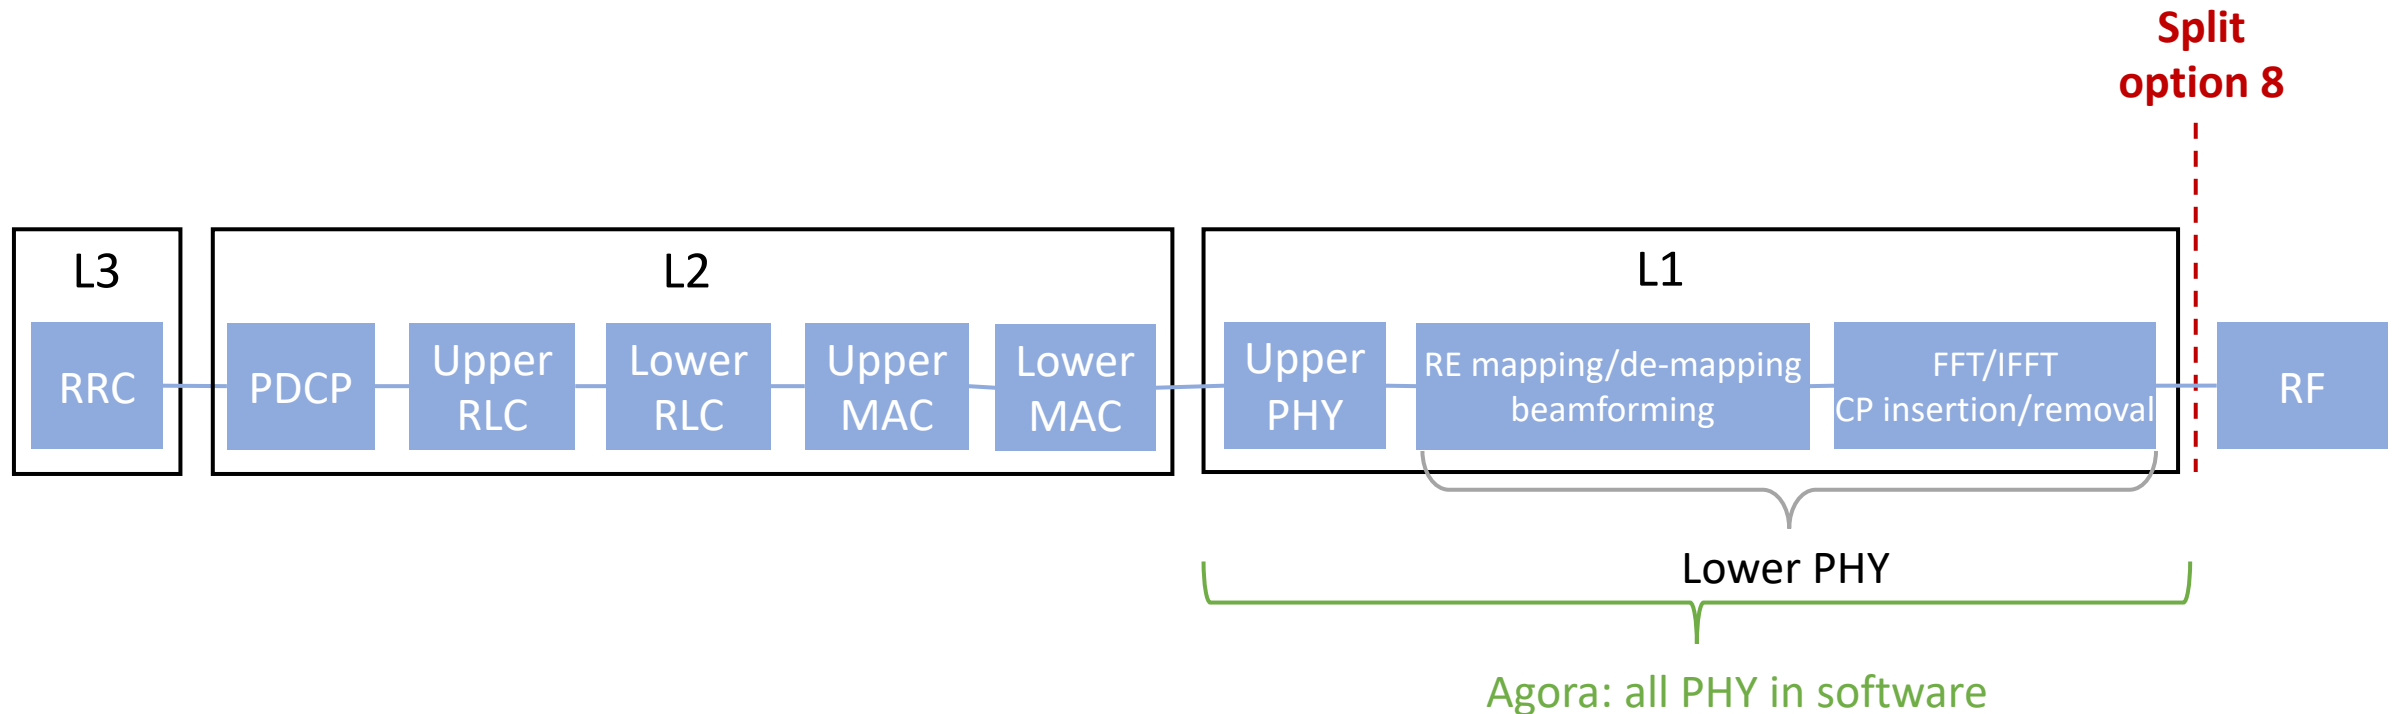 Split
option 8
L3
L2
L1
RRC
PDCP
Upper
RLC
Lower
RLC
Upper
MAC
Lower
MAC
Upper
PHY
RE mapping/de-mapping
beamforming
FFT/IFFT
CP insertion/removal
RF
Lower PHY
Agora: all PHY in software